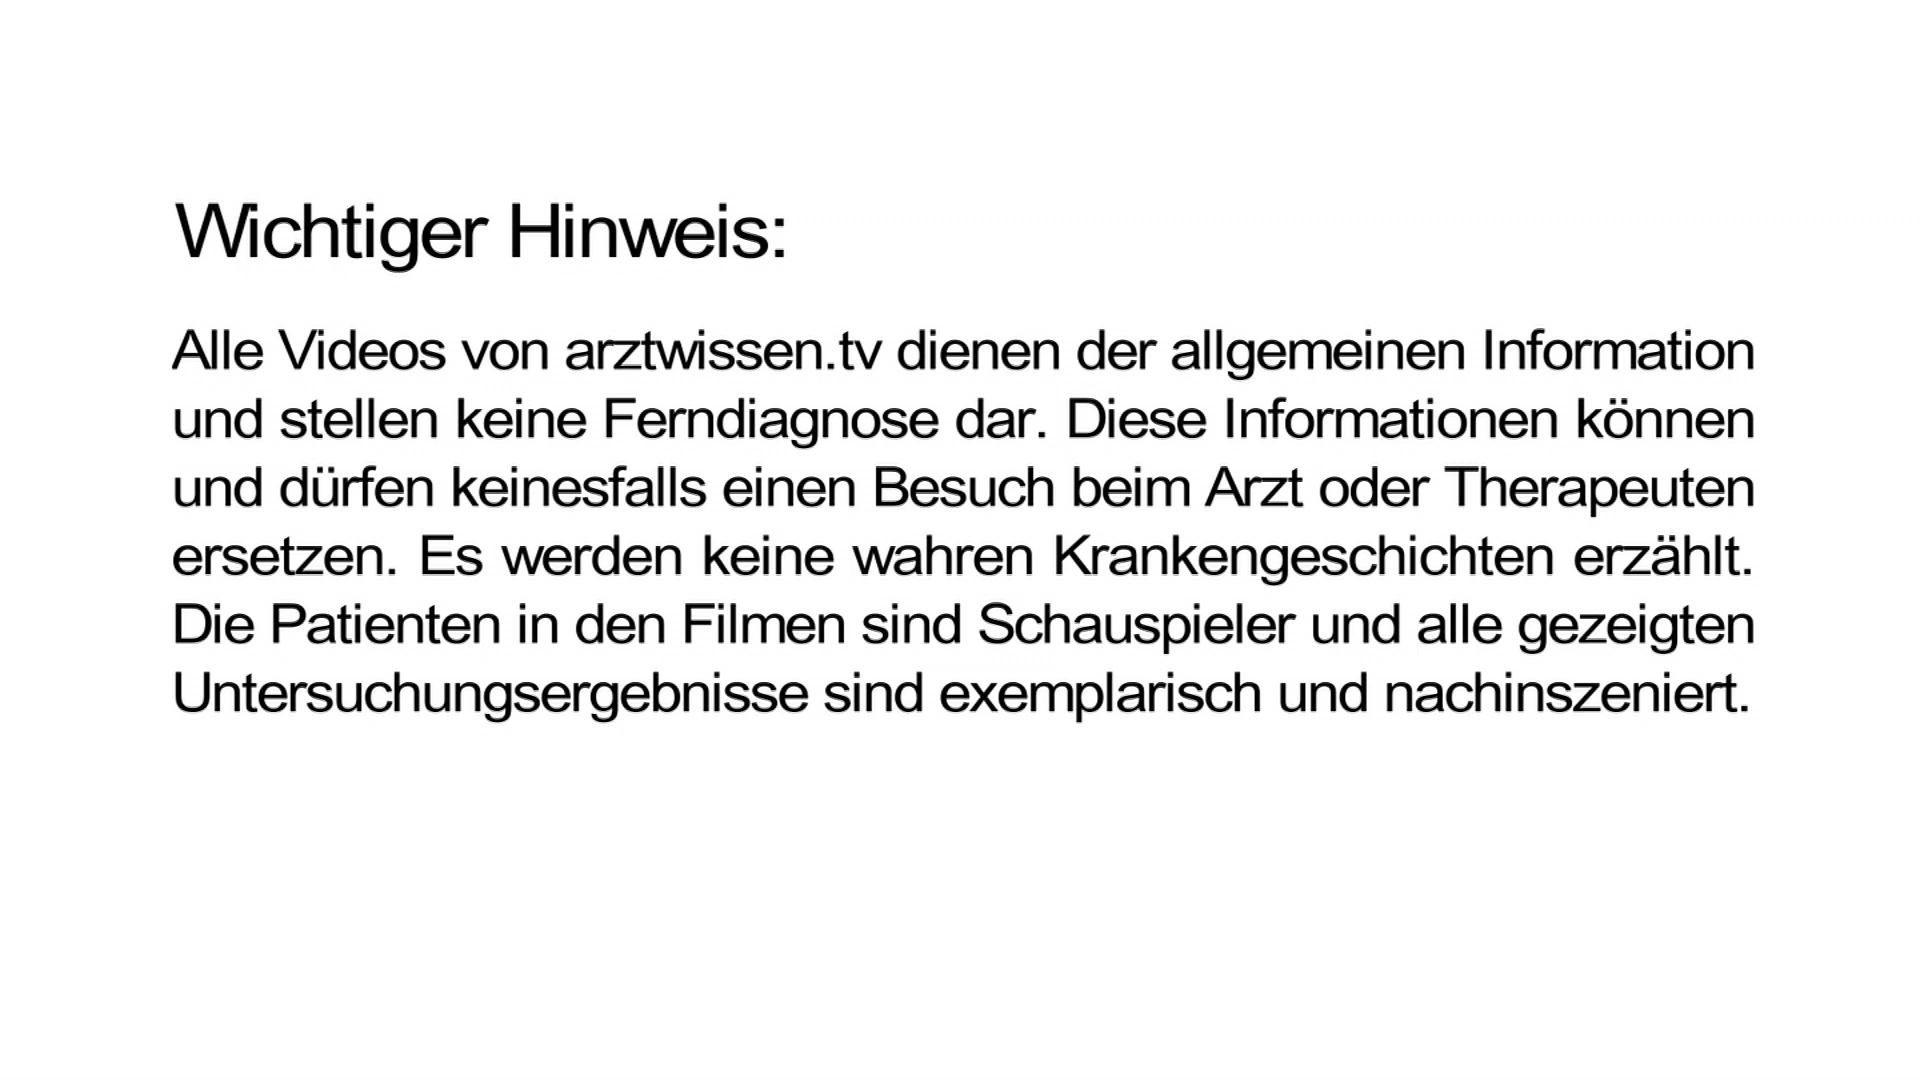 Wichtiger Hinweis:
Alle Videos von arztwissen.tv dienen der allgemeinen Information
und stellen keine Ferndiagnose dar. Diese Informationen können
und dürfen keinesfalls einen Besuch beim Arzt oder Therapeuten
ersetzen. Es werden keine wahren Krankengeschichten erzählt.
Die Patienten in den Filmen sind Schauspieler und alle gezeigten
Untersuchungsergebnisse sind exemplarisch und nachinszeniert.